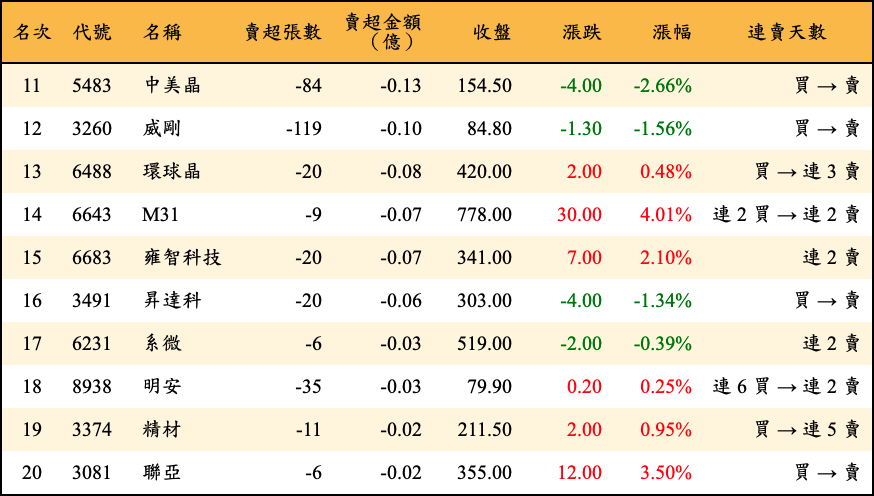 名次 代號 名稱 賣超張數 賣超金額（億） 收盤 漲跌 漲幅 連賣天數
11 5483 中美晶 -84 -0.13 154.50 -4.00 -2.66% 買 → 賣
12 3260 威剛 -119 -0.10 84.80 -1.30 -1.56% 買 → 賣
13 6488 環球晶 -20 -0.08 420.00 2.00 0.48% 買 → 連 3 賣
14 6643 M31 -9 -0.07 778.00 30.00 4.01% 連 2 買 → 連 2 賣
15 6683 雍智科技 -20 -0.07 341.00 7.00 2.10% 連 2 賣
16 3491 昇達科 -20 -0.06 303.00 -4.00 -1.34% 買 → 賣
17 6231 系微 -6 -0.03 519.00 -2.00 -0.39% 連 2 賣
18 8938 明安 -35 -0.03 79.90 0.20 0.25% 連 6 買 → 連 2 賣
19 3374 精材 -11 -0.02 211.50 2.00 0.95% 買 → 連 5 賣
20 3081 聯亞 -6 -0.02 355.00 12.00 3.50% 買 → 賣